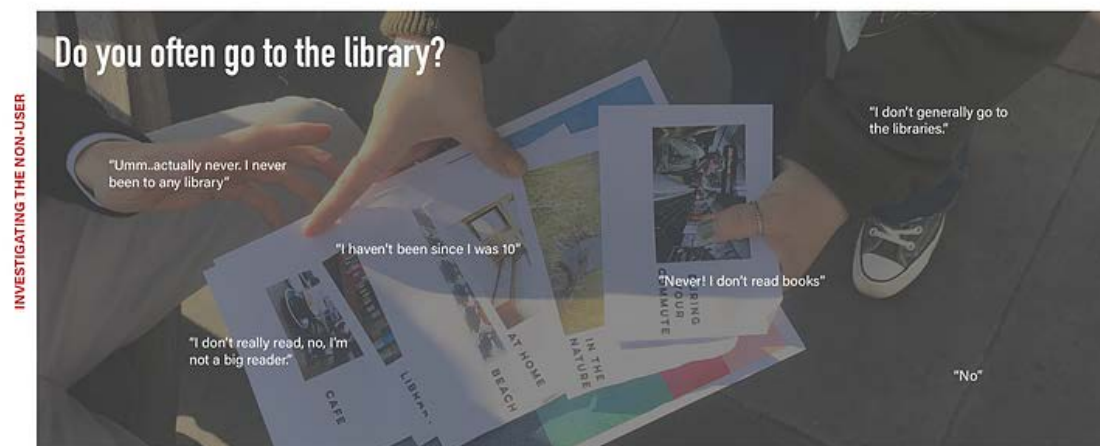 INVESTIGATING THE NON-USER
Do you often go to the library?
"I don't generally go to
the libraries."
"Umm..actually never. I never
been to any library"
"I haven't been since I was 10"
"Never! I don't read books"
"I don't really read, no, I'm
not a big reader."
"No"
CAFE
LIBRARY
BEACH
AT HOME
IN THE
NATURE
DURING
YOUR
COMMUTE